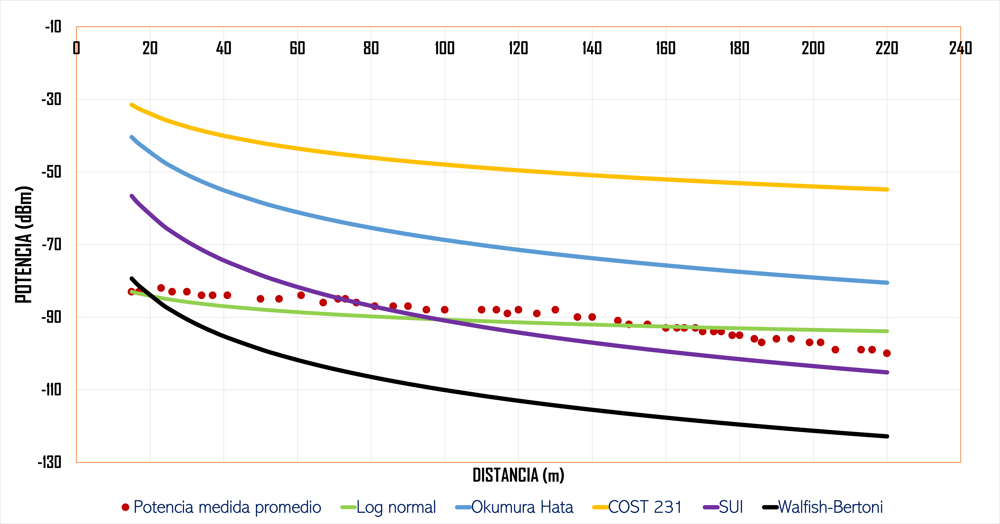 -10
0 20 40 60 80 100 120 140 160 180 200 220 240
-30
-50
-70
-90
-110
-130
POTENCIA (dBm)
DISTANCIA (m)
Potencia medida promedio Log normal Okumura Hata COST 231 SUI Walfish-Bertoni